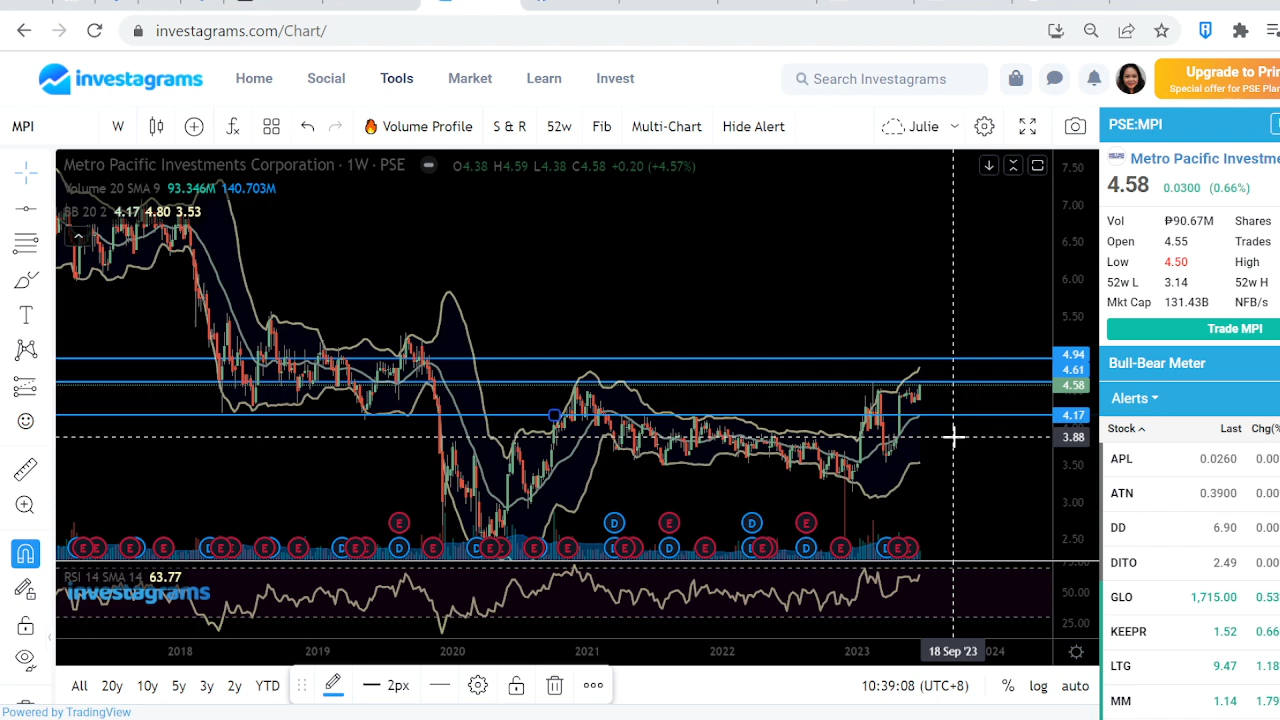 investagrams.com/Chart/
investagrams
Home Social Tools Market Learn Invest
Search Investagrams
Upgrade to Pri
Special offer for PSE Pla
MPI W Volume Profile S & R 52w Fib Multi-Chart Hide Alert Julie
PSE:MPI
Metro Pacific Investments Corporation · 1W · PSE O4.38 H4.59 L4.38 C4.58 +0.20 (+4.57%)
Volume 20 SMA 9 93.346M 140.703M
BB 20 2 4.17 4.80 3.53
7.50
7.00
6.50
6.00
5.50
4.94
4.61
4.58
4.17
3.88
3.50
3.00
2.50
Metro Pacific Investme
4.58 0.0300 (0.66%)
Vol ₱90.67M Shares
Open 4.55 Trades
Low 4.50 High
52w L 3.14 52w H
Mkt Cap 131.43B NFB/s
Trade MPI
Bull-Bear Meter
Alerts
Stock Last Chg(%
APL 0.0260 0.00
ATN 0.3900 0.00
DD 6.90 0.00
DITO 2.49 0.00
GLO 1,715.00 0.53
KEEPR 1.52 0.66
LTG 9.47 1.18
MM 1.14 1.79
E D E D E
RSI 14 SMA 14 63.77
investagrams
75.00
50.00
25.00
2018 2019 2020 2021 2022 2023 18 Sep '23 024
All 20y 10y 5y 3y 2y YTD 2px 10:39:08 (UTC+8) % log auto
Powered by TradingView